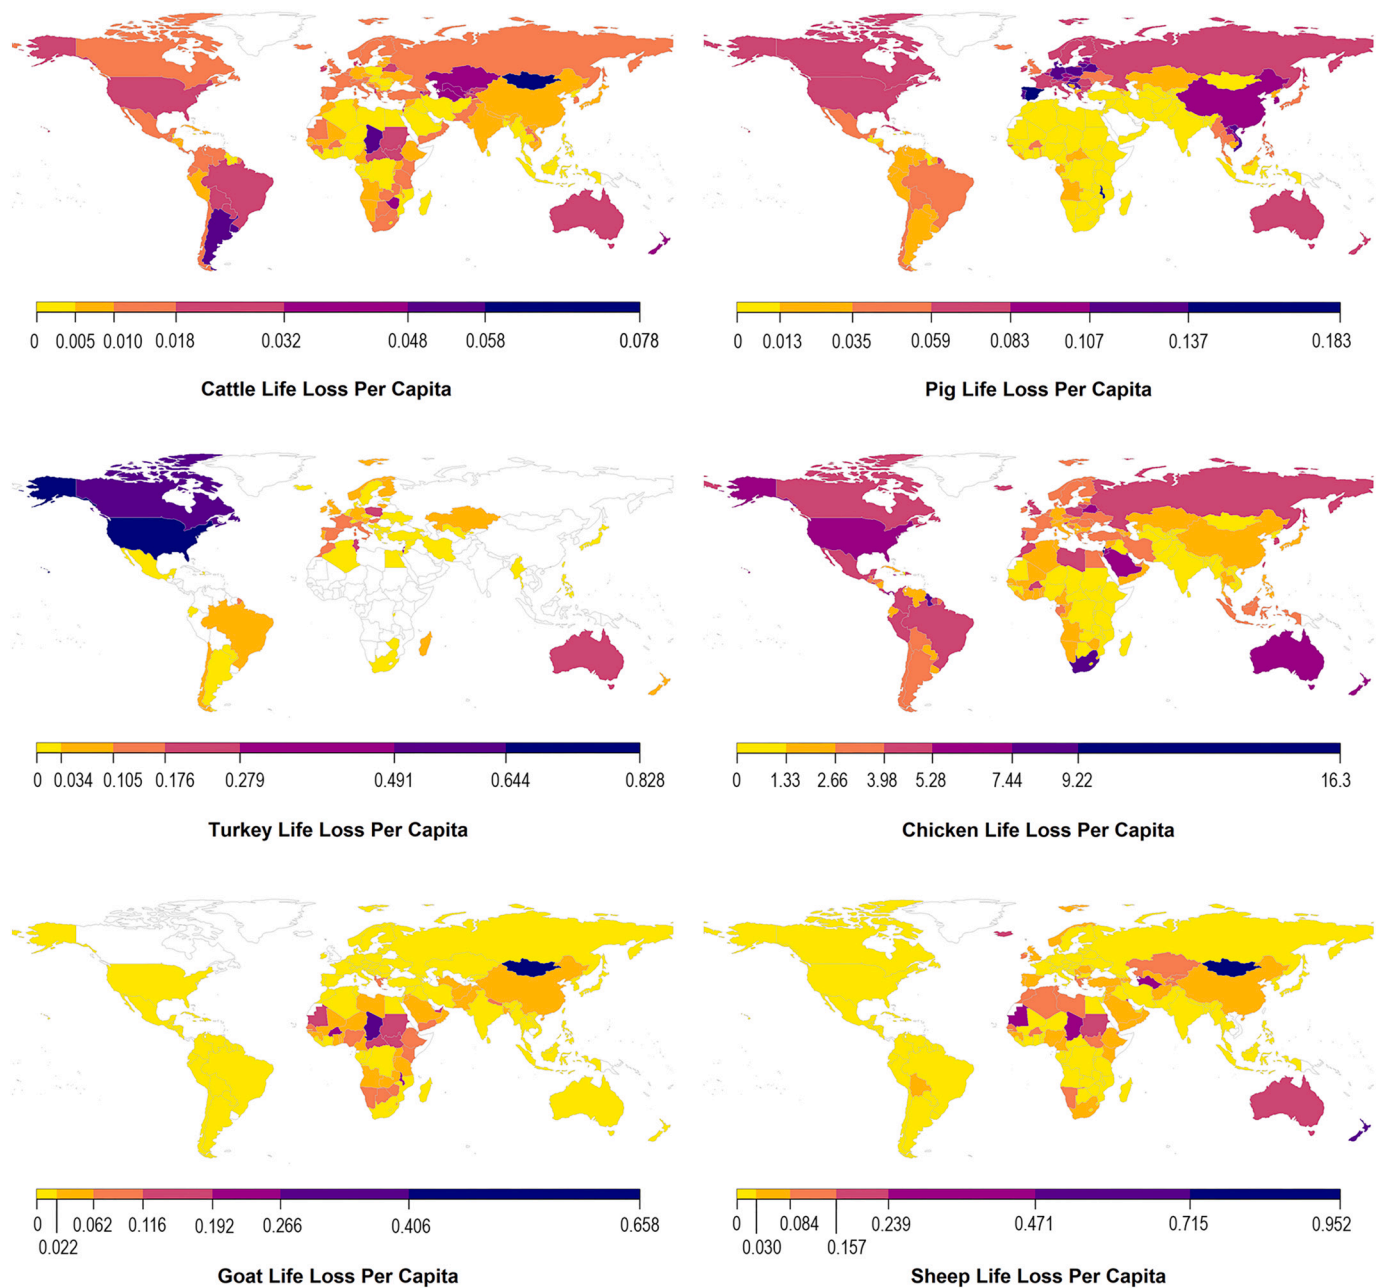 0 0.005 0.010 0.018 0.032 0.048 0.058 0.078
Cattle Life Loss Per Capita
0 0.013 0.035 0.059 0.083 0.107 0.137 0.183
Pig Life Loss Per Capita
0 0.034 0.105 0.176 0.279 0.491 0.644 0.828
Turkey Life Loss Per Capita
0 1.33 2.66 3.98 5.28 7.44 9.22 16.3
Chicken Life Loss Per Capita
0 0.062 0.116 0.192 0.266 0.406 0.658
0.022
Goat Life Loss Per Capita
0 0.084 0.239 0.471 0.715 0.952
0.030 0.157
Sheep Life Loss Per Capita